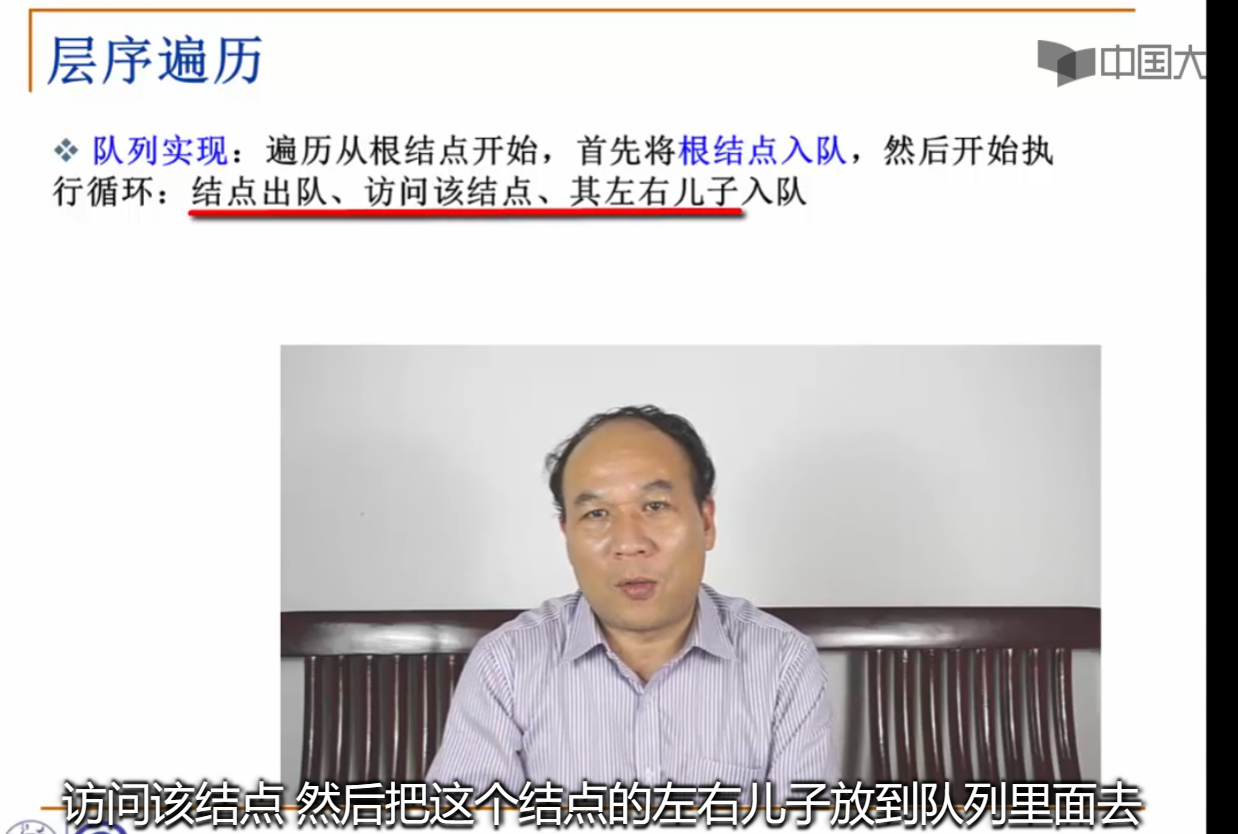 层序遍历
中国大
❖ 队列实现：遍历从根结点开始，首先将根结点入队，然后开始执
行循环：结点出队、访问该结点、其左右儿子入队
访问该结点 然后把这个结点的左右儿子放到队列里面去